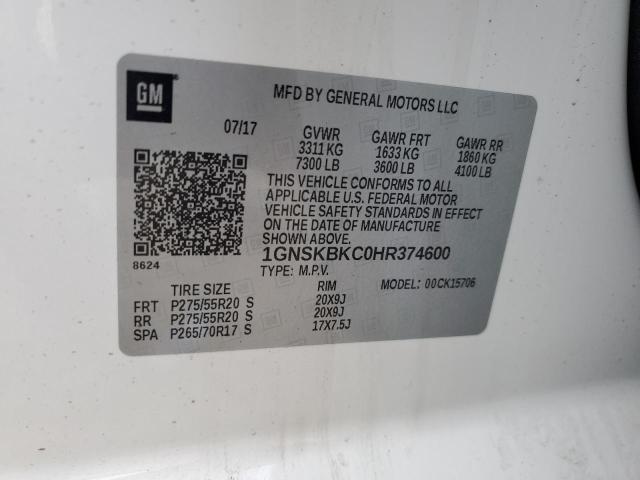 GM
MFD BY GENERAL MOTORS LLC
07/17 GVWR GAWR FRT GAWR RR
3311 KG 1633 KG 1860 KG
7300 LB 3600 LB 4100 LB
THIS VEHICLE CONFORMS TO ALL
APPLICABLE U.S. FEDERAL MOTOR
VEHICLE SAFETY STANDARDS IN EFFECT
ON THE DATE OF MANUFACTURE
SHOWN ABOVE.
1GNSKBKC0HR374600
8624
TYPE: M.P.V. MODEL: 00CK15706
TIRE SIZE RIM
FRT P275/55R20 S 20X9J
RR P275/55R20 S 20X9J
SPA P265/70R17 S 17X7.5J